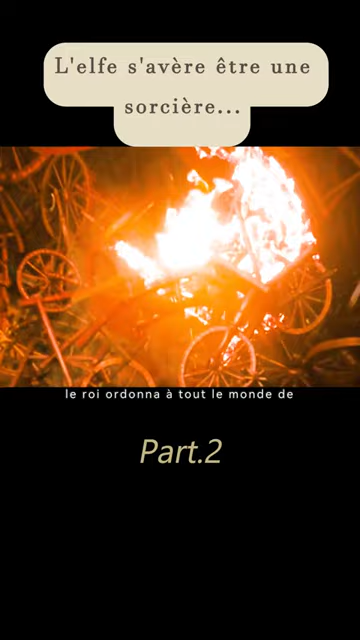 L'elfe s'avère être une
sorcière...
le roi ordonna à tout le monde de
Part.2